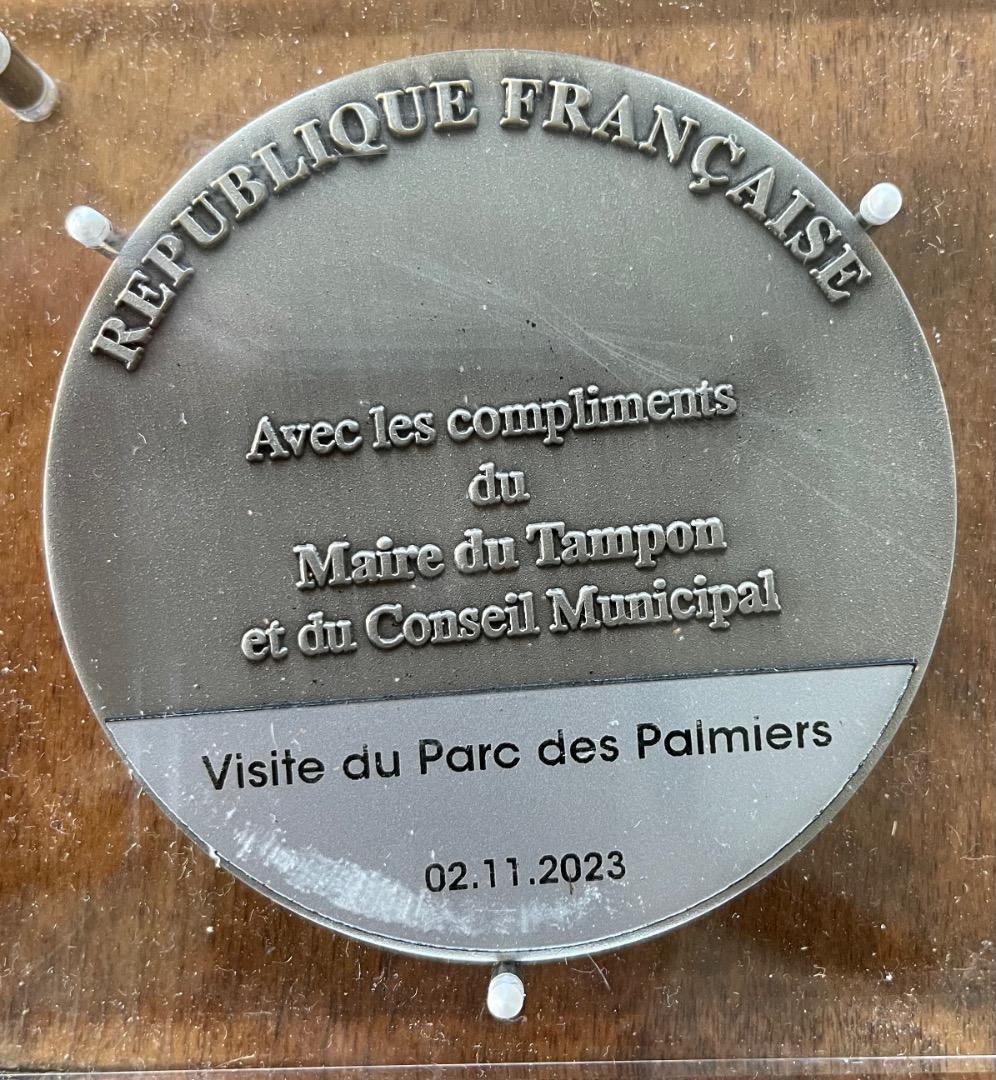 REPUBLIQUE FRANÇAISE
Avec les compliments
du
Maire du Tampon
et du Conseil Municipal
Visite du Parc des Palmiers
02.11.2023